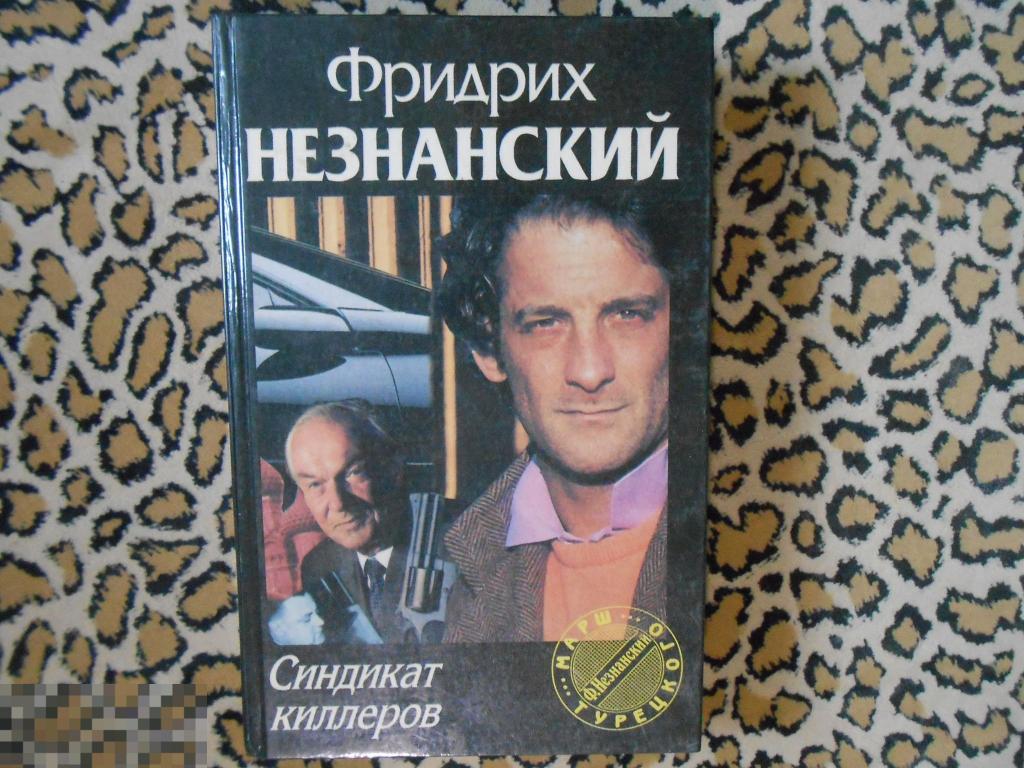 Фридрих
НЕЗНАНСКИЙ
Синдикат
киллеров
МАРШ ...
Ф.Незнанский
... ТУРЕЦКОГО